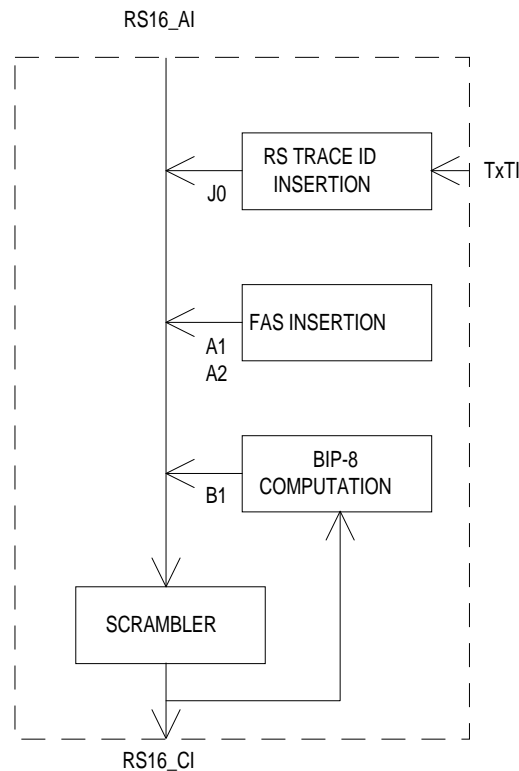 RS16_AI
RS TRACE ID
INSERTION
TxTI
J0
FAS INSERTION
A1
A2
BIP-8
COMPUTATION
B1
SCRAMBLER
RS16_CI